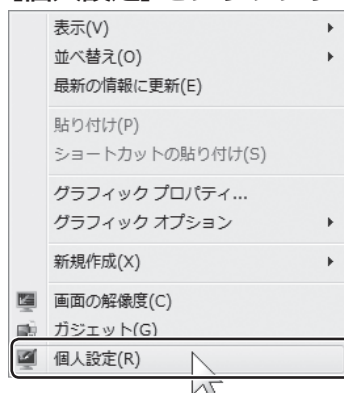 表示(V)
並べ替え(O)
最新の情報に更新(E)
貼り付け(P)
ショートカットの貼り付け(S)
グラフィック プロパティ...
グラフィック オプション
新規作成(X)
画面の解像度(C)
ガジェット(G)
個人設定(R)